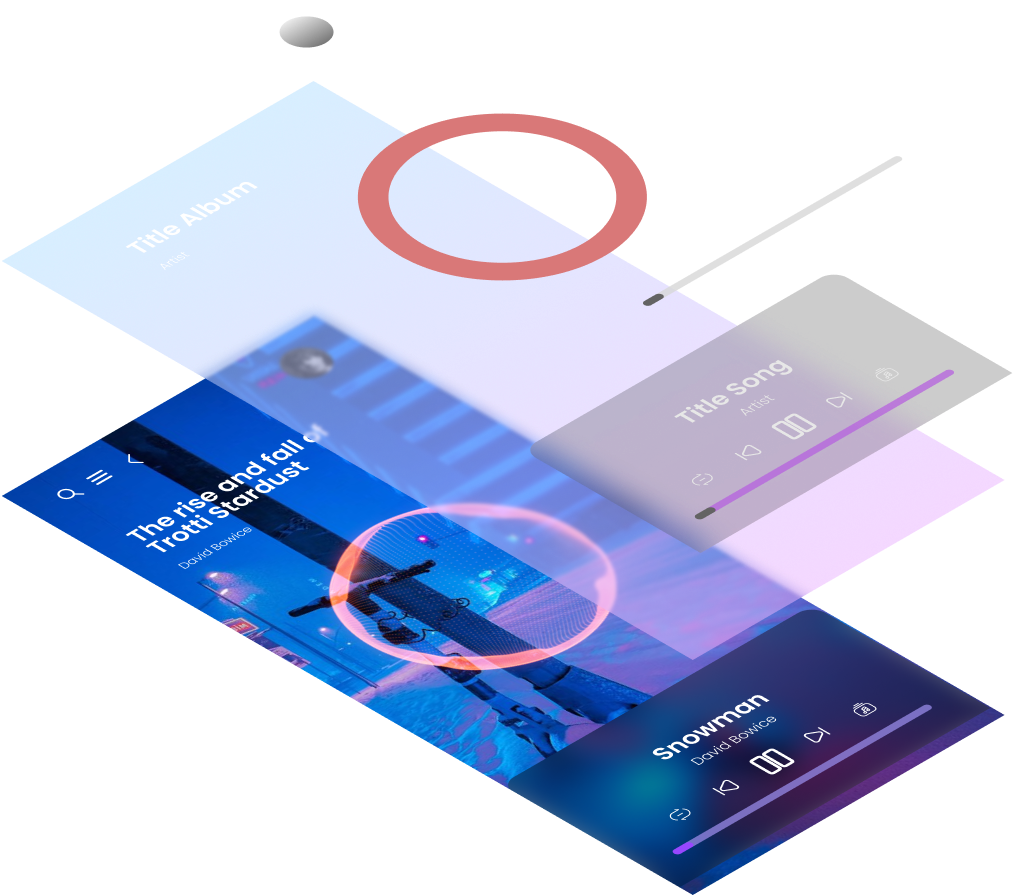 Title Album
Artist
Title Song
Artist
The rise and fall of
Trotti Stardust
David Bowice
Snowman
David Bowice